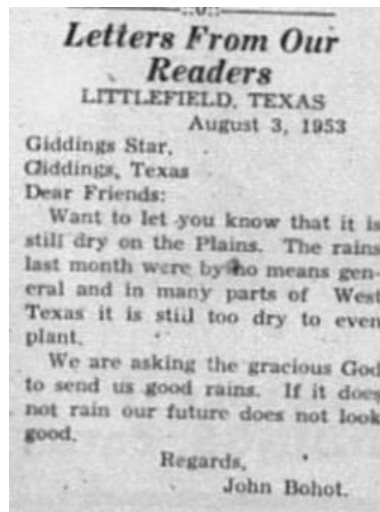 Letters From Our
Readers
LITTLEFIELD, TEXAS
August 3, 1953
Giddings Star,
Giddings, Texas
Dear Friends:
Want to let you know that it is
still dry on the Plains. The rains
last month were by no means gen-
eral and in many parts of West
Texas it is still too dry to even
plant.
We are asking the gracious God
to send us good rains. If it does
not rain our future does not look
good.
Regards,
John Bohot.